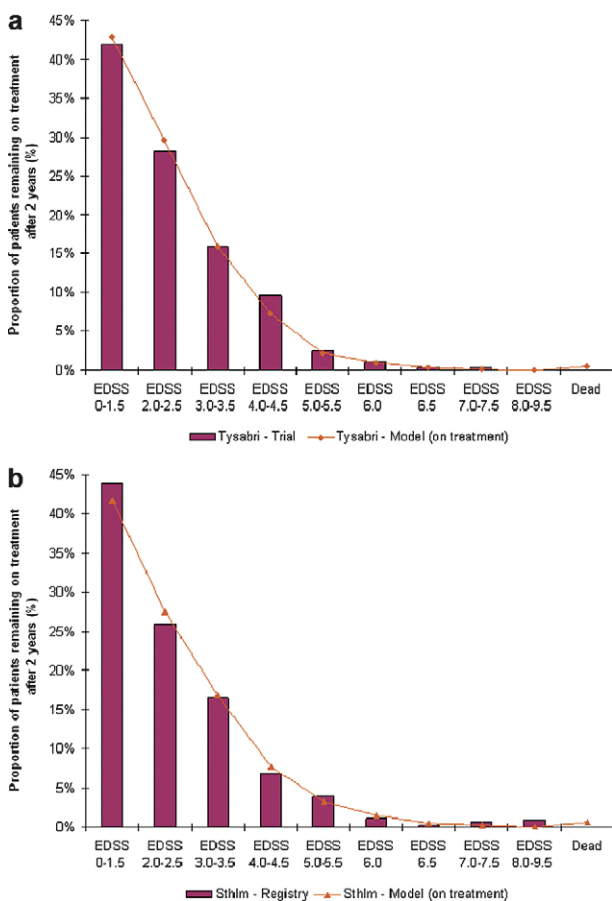 a
Proportion of patients remaining on treatment
after 2 years (%)
45%
40%
35%
30%
25%
20%
15%
10%
5%
0%
EDSS EDSS EDSS EDSS EDSS EDSS EDSS EDSS EDSS Dead
0-1.5 2.0-2.5 3.0-3.5 4.0-4.5 5.0-5.5 6.0 6.5 7.0-7.5 8.0-9.5
Tysabri - Trial Tysabri - Model (on treatment)
b
Proportion of patients remaining on treatment
after 2 years (%)
45%
40%
35%
30%
25%
20%
15%
10%
5%
0%
EDSS EDSS EDSS EDSS EDSS EDSS EDSS EDSS EDSS Dead
0-1.5 2.0-2.5 3.0-3.5 4.0-4.5 5.0-5.5 6.0 6.5 7.0-7.5 8.0-9.5
Sthlm - Registry Sthlm - Model (on treatment)